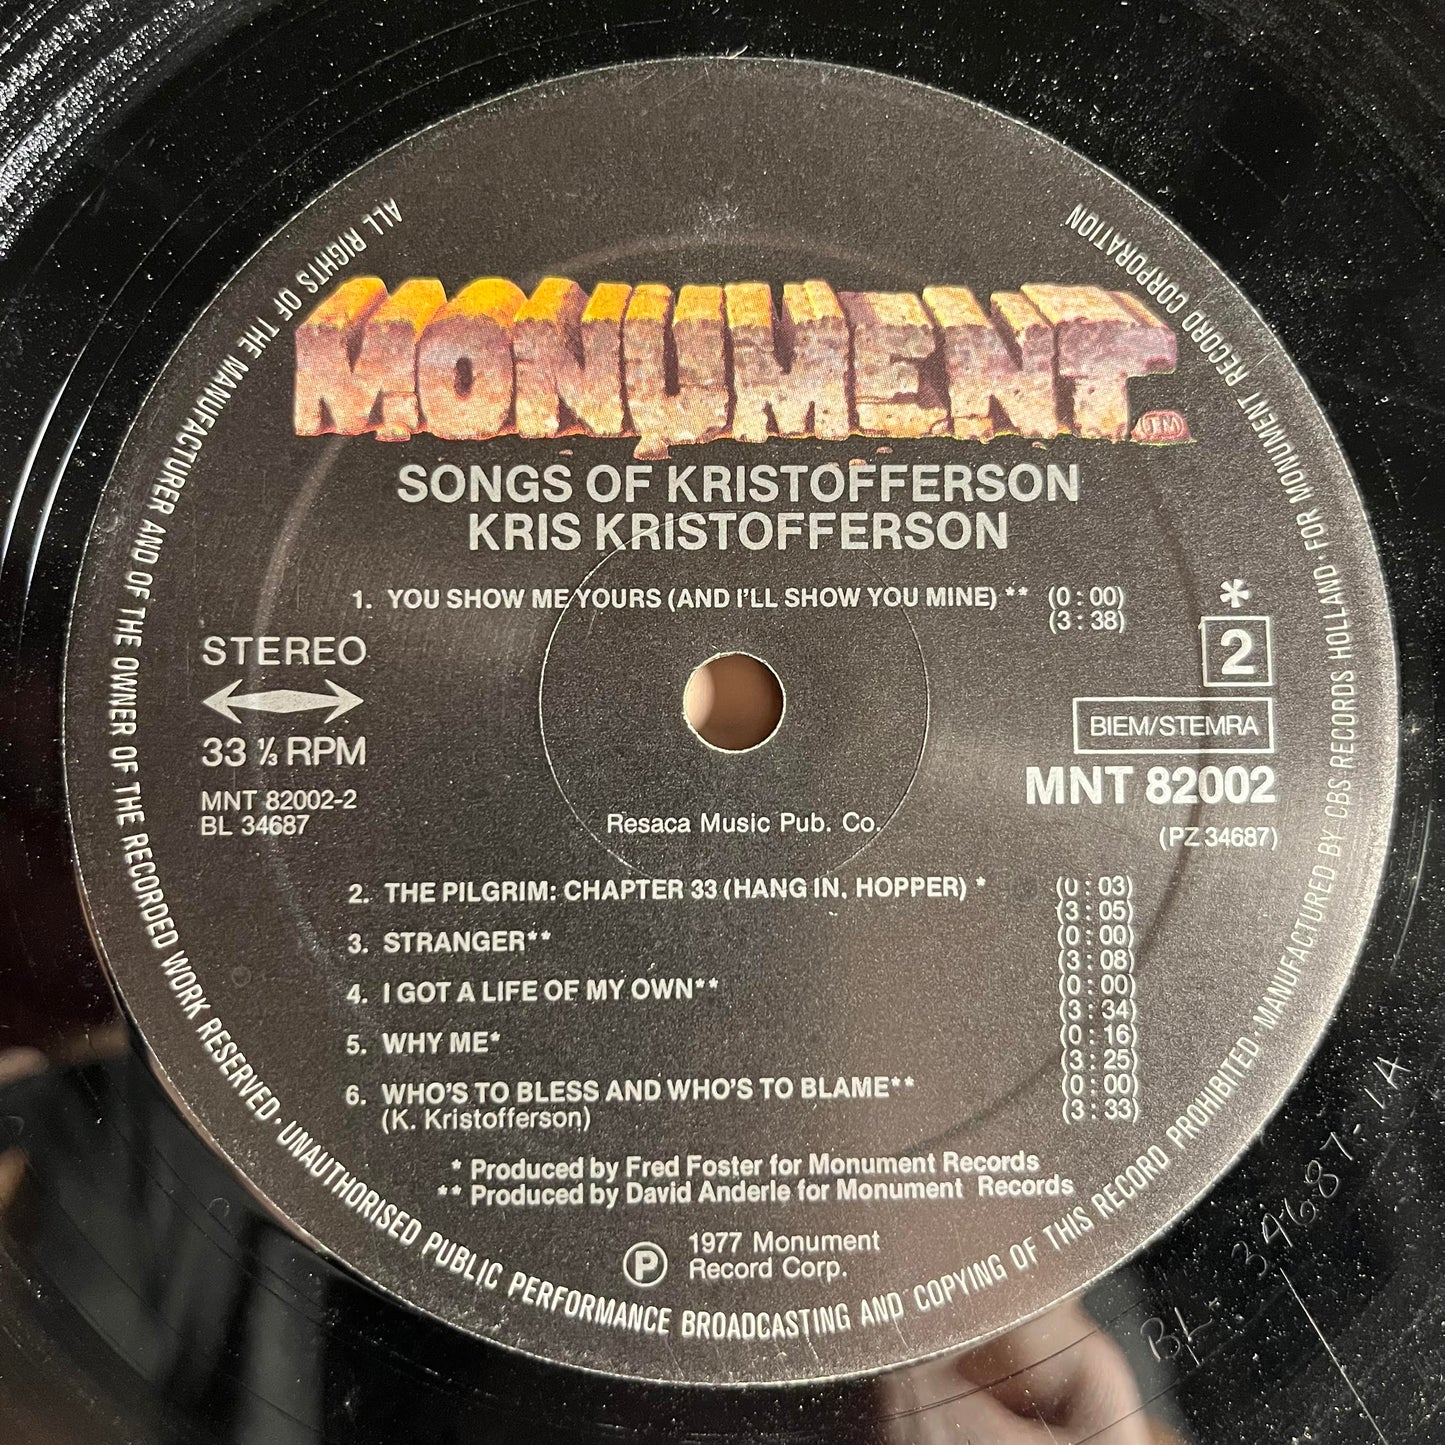 ALL RIGHTS OF THE MANUFACTURER AND OF THE OWNER OF THE RECORDED WORK RESERVED · UNAUTHORISED PUBLIC PERFORMANCE BROADCASTING AND COPYING OF THIS RECORD PROHIBITED · MANUFACTURED BY CBS RECORDS HOLLAND · FOR MONUMENT RECORD CORPORATION
MONUMENT TM
SONGS OF KRISTOFFERSON
KRIS KRISTOFFERSON
1. YOU SHOW ME YOURS (AND I'LL SHOW YOU MINE) ** (0 : 00)
(3 : 38)
*
2
STEREO
33 ⅓ RPM
MNT 82002-2
BL 34687
BIEM/STEMRA
MNT 82002
(PZ 34687)
Resaca Music Pub. Co.
2. THE PILGRIM: CHAPTER 33 (HANG IN, HOPPER) * (0 : 03)
(3 : 05)
3. STRANGER** (0 : 00)
(3 : 08)
4. I GOT A LIFE OF MY OWN** (0 : 00)
(3 : 34)
5. WHY ME* (0 : 16)
(3 : 25)
6. WHO'S TO BLESS AND WHO'S TO BLAME** (0 : 00)
(K. Kristofferson) (3 : 33)
* Produced by Fred Foster for Monument Records
** Produced by David Anderle for Monument Records
Ⓟ 1977 Monument
Record Corp.
BL - 34687-1A